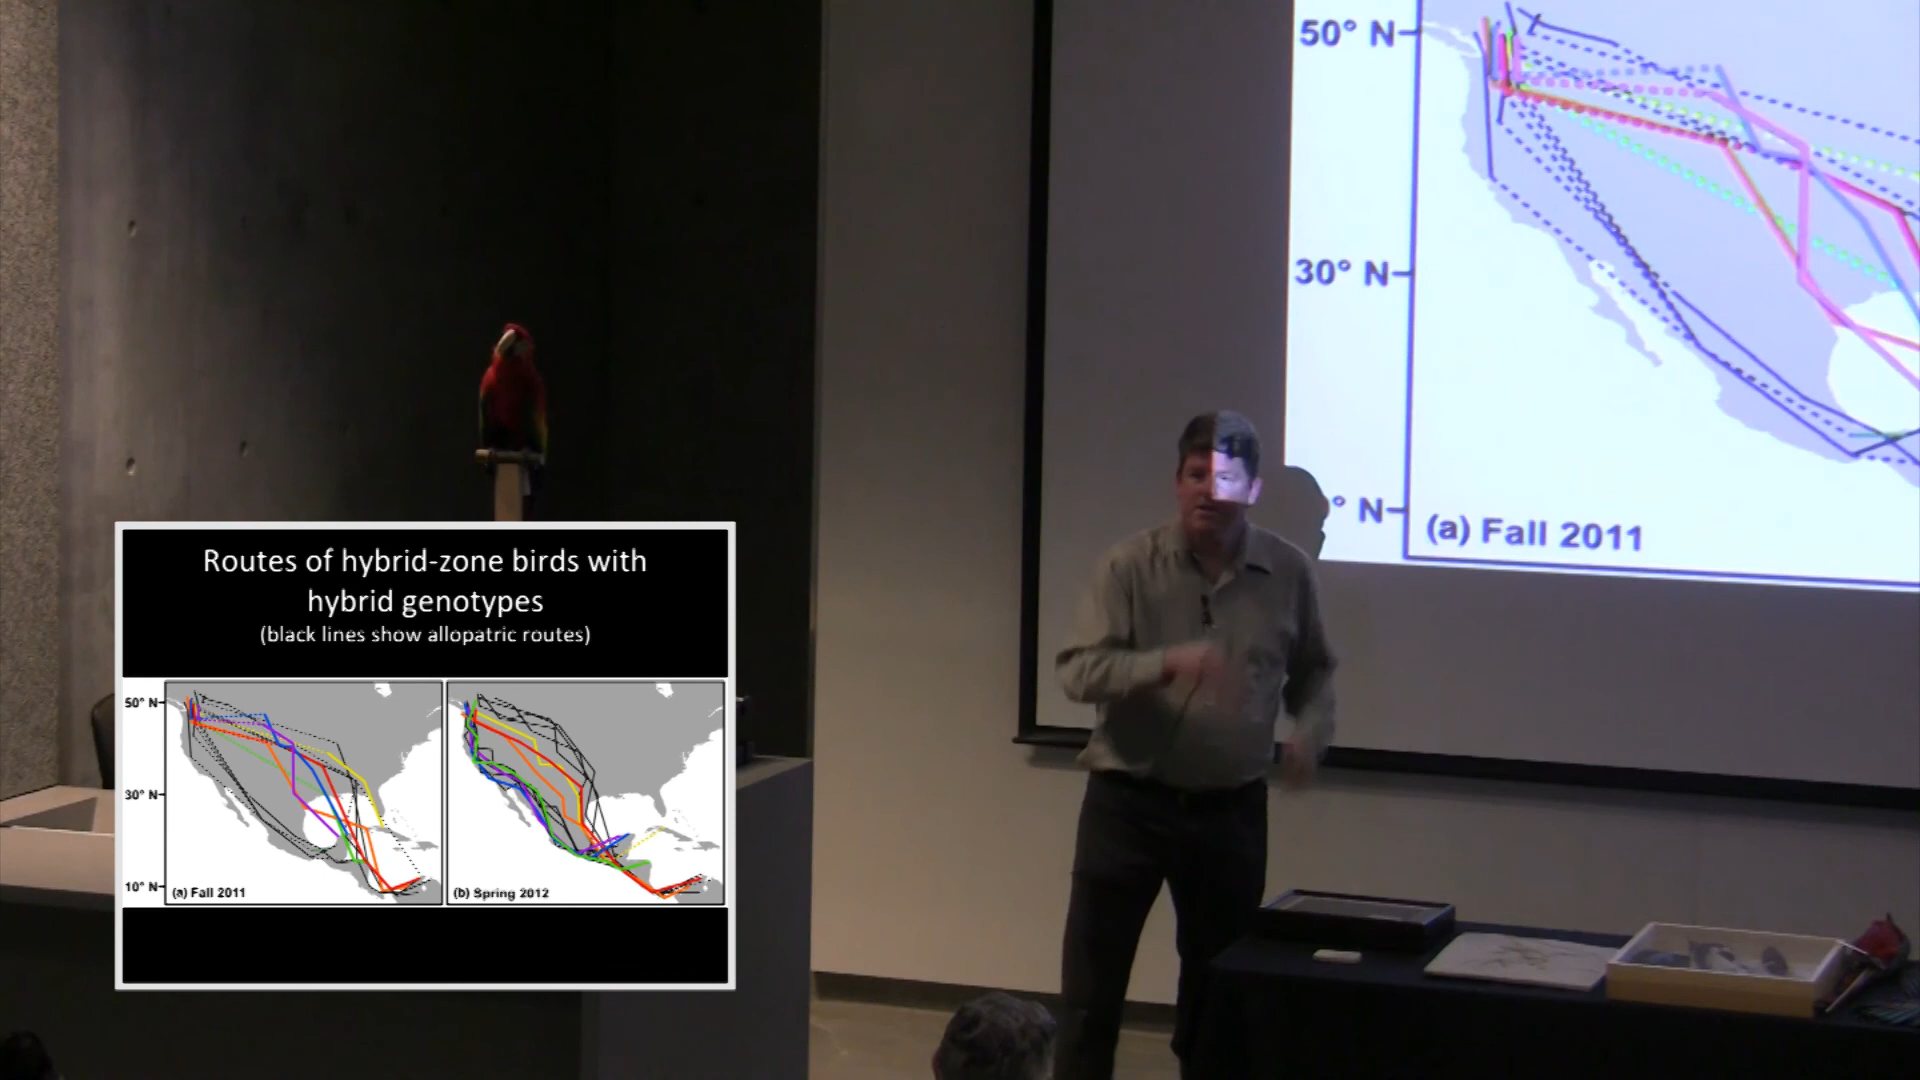 50° N
30° N
° N
(a) Fall 2011
Routes of hybrid-zone birds with
hybrid genotypes
(black lines show allopatric routes)
50° N
30° N
10° N
(a) Fall 2011
(b) Spring 2012